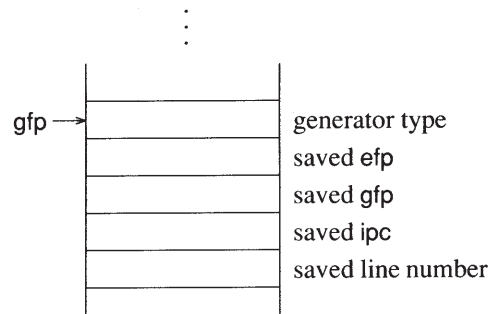 gfp
generator type
saved efp
saved gfp
saved ipc
saved line number